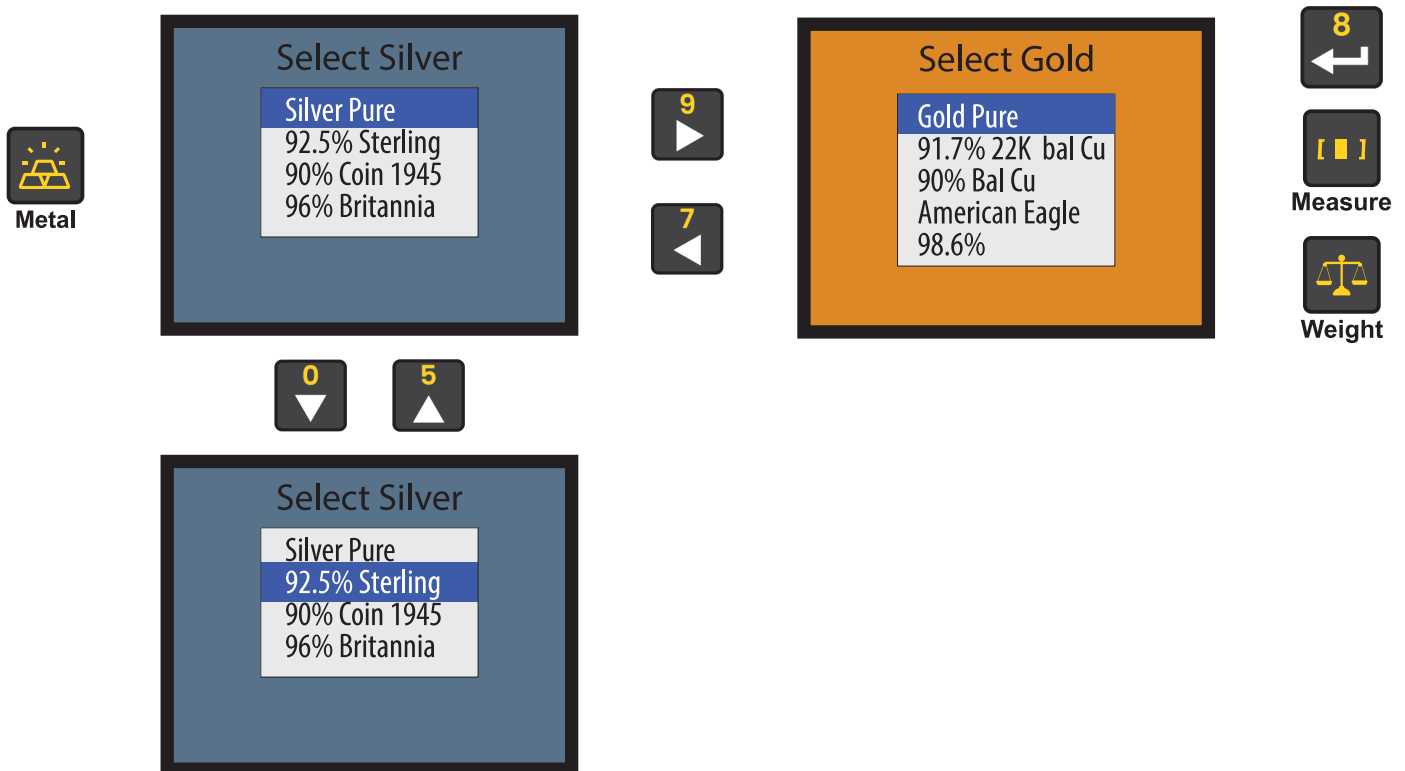 Metal
Select Silver
Silver Pure
92.5% Sterling
90% Coin 1945
96% Britannia
9
7
Select Gold
Gold Pure
91.7% 22K bal Cu
90% Bal Cu
American Eagle
98.6%
8
[ ]
Measure
Weight
0
5
Select Silver
Silver Pure
92.5% Sterling
90% Coin 1945
96% Britannia